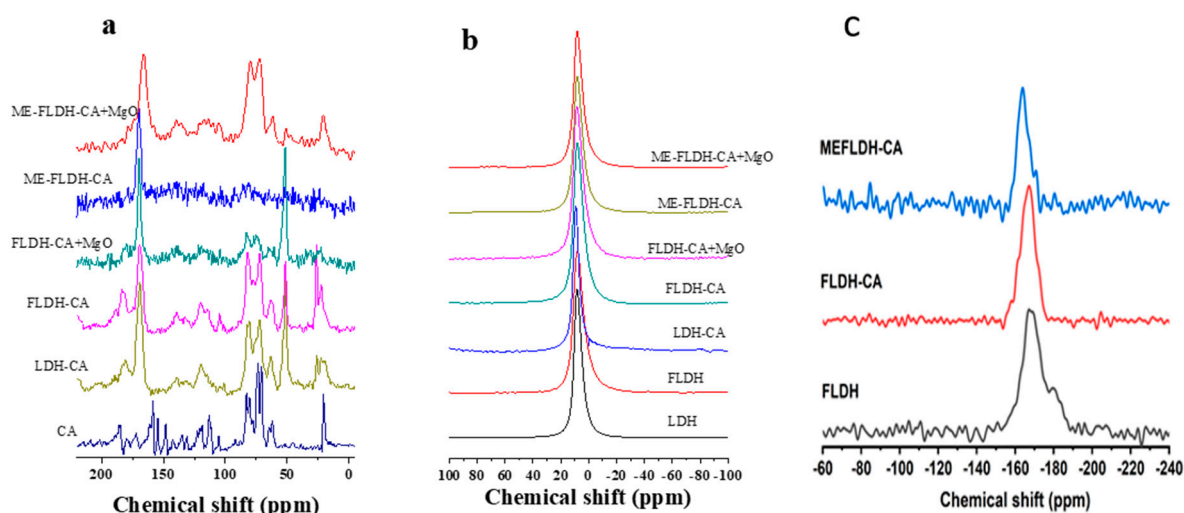 a
ME-FLDH-CA+MgO
ME-FLDH-CA
FLDH-CA+MgO
FLDH-CA
LDH-CA
CA
200 150 100 50 0
Chemical shift (ppm)
b
ME-FLDH-CA+MgO
ME-FLDH-CA
FLDH-CA+MgO
FLDH-CA
LDH-CA
FLDH
LDH
100 80 60 40 20 0 -20 -40 -60 -80 -100
Chemical shift (ppm)
C
MEFLDH-CA
FLDH-CA
FLDH
-60 -80 -100 -120 -140 -160 -180 -200 -220 -240
Chemical shift (ppm)